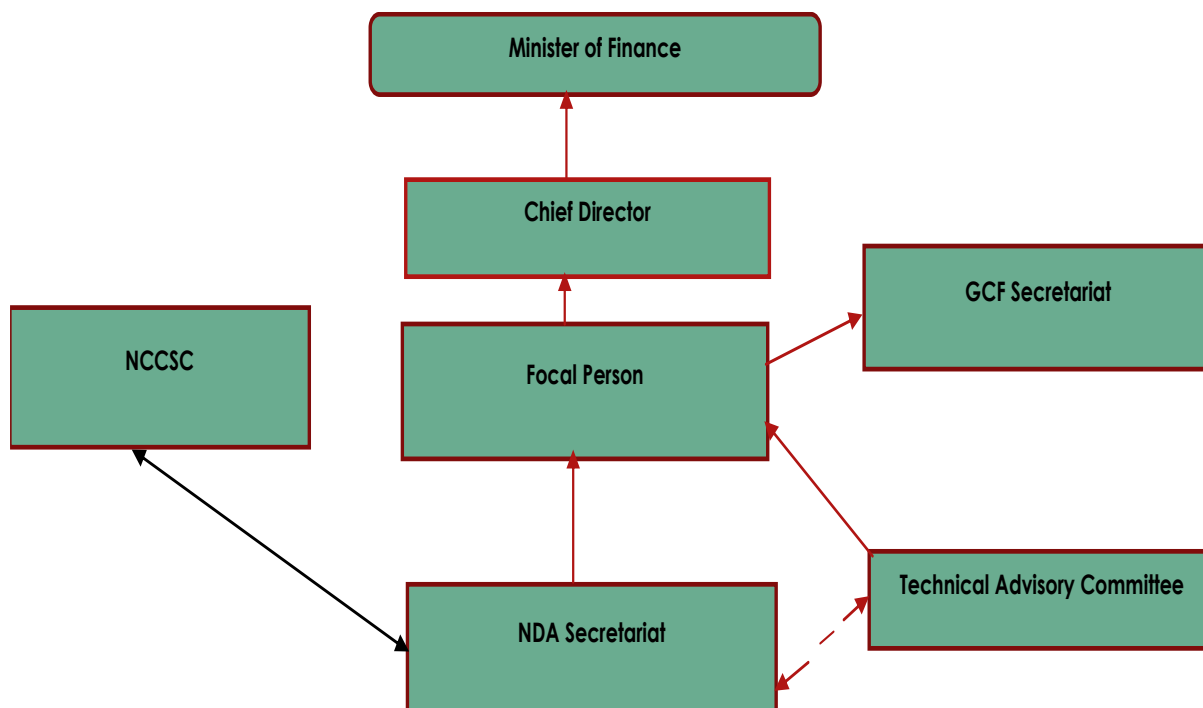 Minister of Finance
Chief Director
GCF Secretariat
NCCSC
Focal Person
Technical Advisory Committee
NDA Secretariat